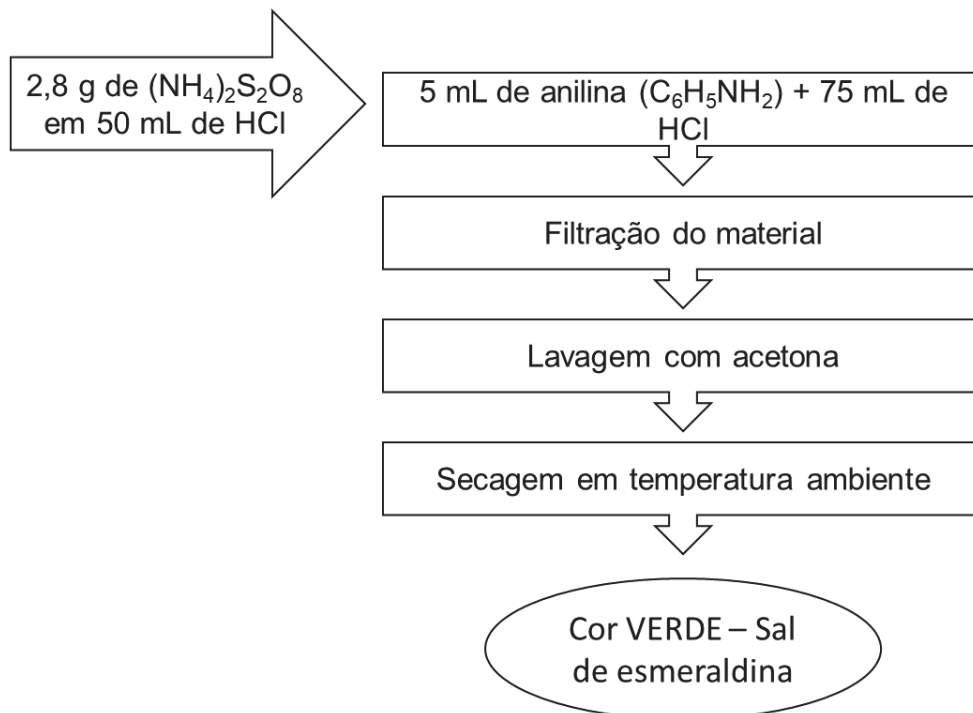 2,8 g de (NH₄)₂S₂O₈
em 50 mL de HCl
5 mL de anilina (C₆H₅NH₂) + 75 mL de
HCl
Filtração do material
Lavagem com acetona
Secagem em temperatura ambiente
Cor VERDE – Sal
de esmeraldina